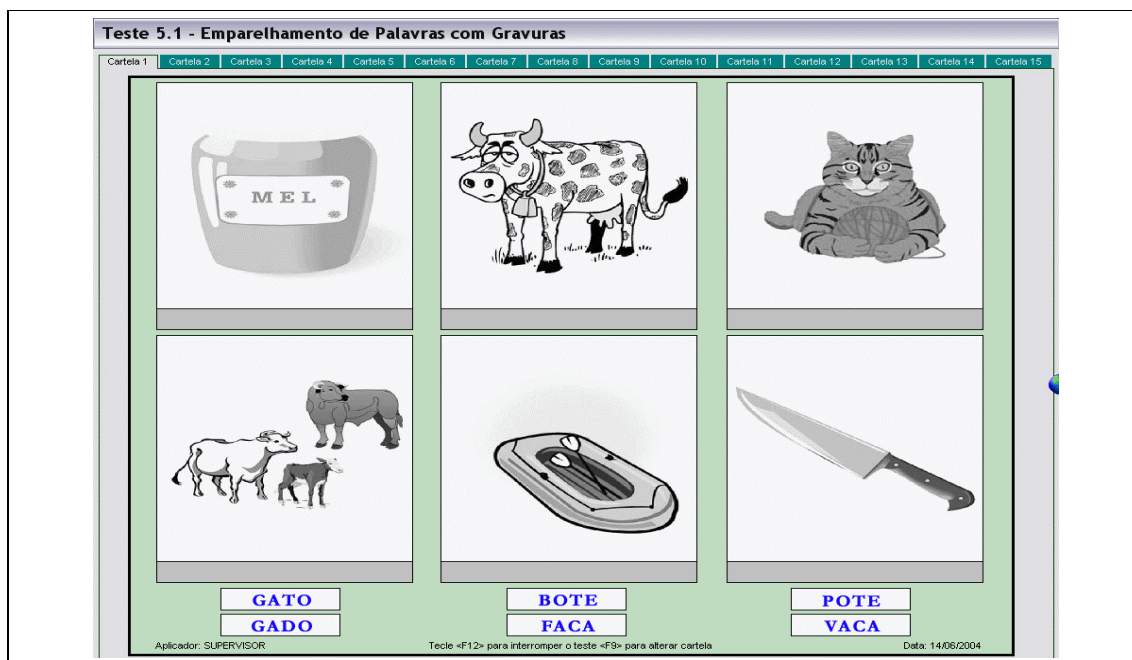 Teste 5.1 - Emparelhamento de Palavras com Gravuras
Cartela 1 Cartela 2 Cartela 3 Cartela 4 Cartela 5 Cartela 6 Cartela 7 Cartela 8 Cartela 9 Cartela 10 Cartela 11 Cartela 12 Cartela 13 Cartela 14 Cartela 15
MEL
GATO BOTE POTE
GADO FACA VACA
Aplicador: SUPERVISOR Tecle <F12> para interromper o teste <F9> para alterar cartela Data: 14/06/2004